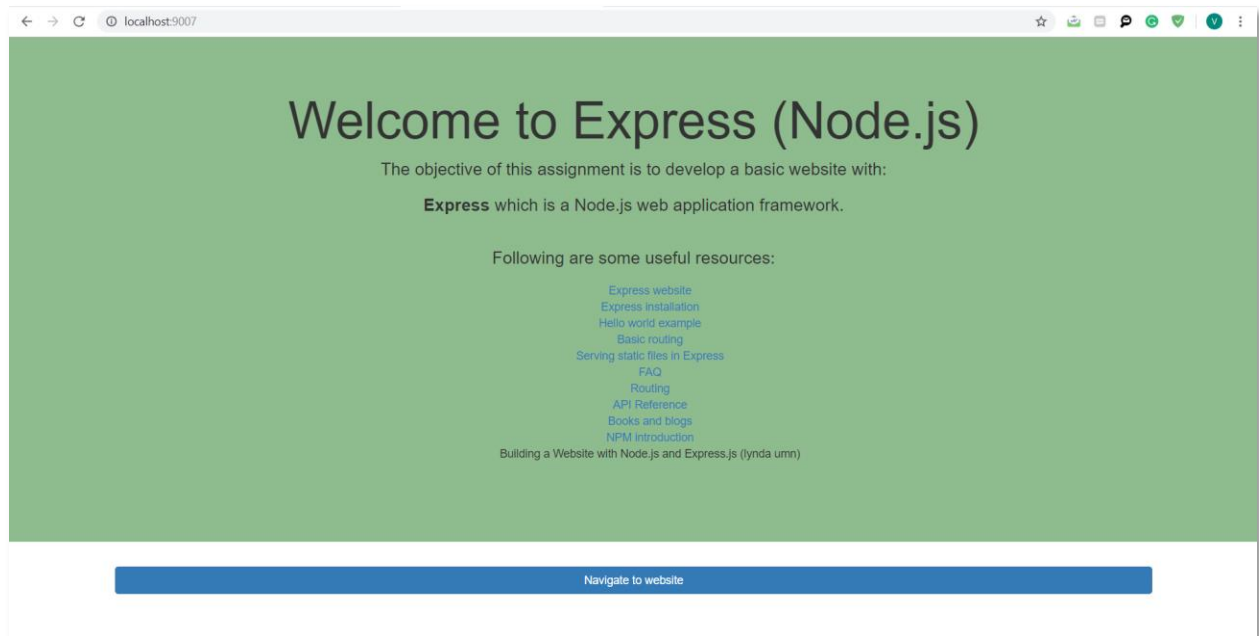 localhost:9007
V
Welcome to Express (Node.js)
The objective of this assignment is to develop a basic website with:
Express which is a Node.js web application framework.
Following are some useful resources:
Express website
Express installation
Hello world example
Basic routing
Serving static files in Express
FAQ
Routing
API Reference
Books and blogs
NPM introduction
Building a Website with Node.js and Express.js (lynda umn)
Navigate to website